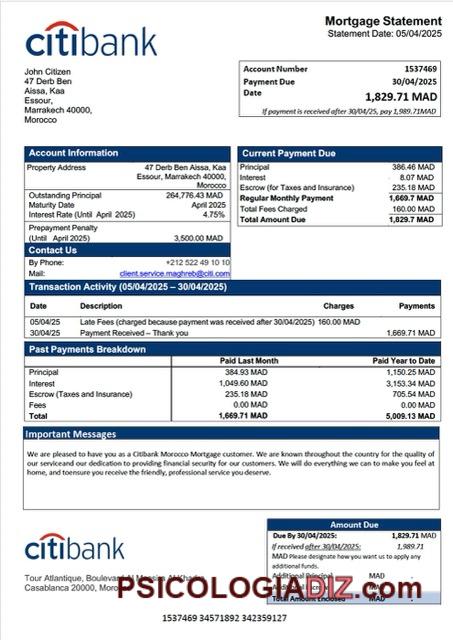 citibank
Mortgage Statement
Statement Date: 05/04/2025
John Citizen
47 Derb Ben
Aissa, Kaa
Essour,
Marrakech 40000,
Morocco
Account Number 1537469
Payment Due 30/04/2025
Date 1,829.71 MAD
If payment is received after 30/04/25, pay 1,989.71MAD
Account Information
Property Address 47 Derb Ben Aissa, Kaa
Essour, Marrakech 40000,
Morocco
Outstanding Principal 264,776.43 MAD
Maturity Date April 2025
Interest Rate (Until April 2025) 4.75%
Prepayment Penalty
(Until April 2025) 3,500.00 MAD
Contact Us
By Phone: +212 522 49 10 10
Mail: client.service.maghreb@citi.com
Current Payment Due
Principal 386.46 MAD
Interest 8.07 MAD
Escrow (for Taxes and Insurance) 235.18 MAD
Regular Monthly Payment 1,669.7 MAD
Total Fees Charged 160.00 MAD
Total Amount Due 1,829.7 MAD
Transaction Activity (05/04/2025 – 30/04/2025)
Date Description Charges Payments
05/04/25 Late Fees (charged because payment was received after 30/04/2025) 160.00 MAD
30/04/25 Payment Received – Thank you 1,669.71 MAD
Past Payments Breakdown
Paid Last Month Paid Year to Date
Principal 384.93 MAD 1,150.25 MAD
Interest 1,049.60 MAD 3,153.34 MAD
Escrow (Taxes and Insurance) 235.18 MAD 705.54 MAD
Fees 0.00 MAD 0.00 MAD
Total 1,669.71 MAD 5,009.13 MAD
Important Messages
We are pleased to have you as a Citibank Morocco Mortgage customer. We are known throughout the country for the quality of
our serviceand our dedication to providing financial security for our customers. We will do everything we can to make you feel at
home, and toensure you receive the friendly, professional service you deserve.
citibank
Tour Atlantique, Boulevard
Casablanca 20000,
Amount Due
Due By 30/04/2025: 1,829.71 MAD
If received after 30/04/2025: 1,989.71
MAD Please designate how you want us to apply any
additional funds.
Additional Principal MAD
MAD
Total Amount Enclosed MAD
PSICOLOGIADIZ.com
1537469 34571892 342359127